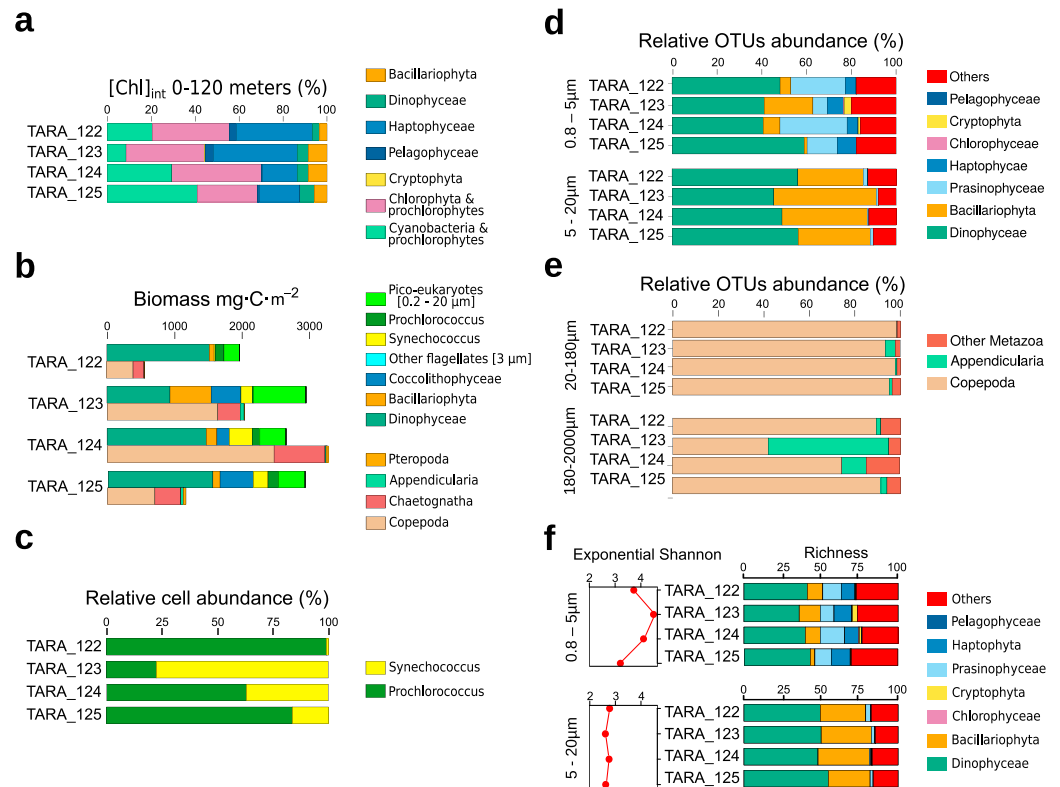 a
[Chl]int 0-120 meters (%)
0 20 40 60 80 100
TARA_122
TARA_123
TARA_124
TARA_125
Bacillariophyta
Dinophyceae
Haptophyceae
Pelagophyceae
Cryptophyta
Chlorophyta &
prochlorophytes
Cyanobacteria &
prochlorophytes
b
Biomass mg·C·m-2
0 1000 2000 3000
TARA_122
TARA_123
TARA_124
TARA_125
Pico-eukaryotes
[0.2 - 20 µm]
Prochlorococcus
Synechococcus
Other flagellates [3 µm]
Coccolithophyceae
Bacillariophyta
Dinophyceae
Pteropoda
Appendicularia
Chaetognatha
Copepoda
c
Relative cell abundance (%)
0 25 50 75 100
TARA_122
TARA_123
TARA_124
TARA_125
Synechococcus
Prochlorococcus
d
Relative OTUs abundance (%)
0 20 40 60 80 100
0.8 – 5µm
TARA_122
TARA_123
TARA_124
TARA_125
5 - 20µm
TARA_122
TARA_123
TARA_124
TARA_125
Others
Pelagophyceae
Cryptophyta
Chlorophyceae
Haptophycae
Prasinophyceae
Bacillariophyta
Dinophyceae
e
Relative OTUs abundance (%)
0 20 40 60 80 100
20-180µm
TARA_122
TARA_123
TARA_124
TARA_125
180-2000µm
TARA_122
TARA_123
TARA_124
TARA_125
Other Metazoa
Appendicularia
Copepoda
f
Exponential Shannon
2 3 4
Richness
0 25 50 75 100
0.8 – 5µm
TARA_122
TARA_123
TARA_124
TARA_125
2 3 4
0 25 50 75 100
5 - 20µm
TARA_122
TARA_123
TARA_124
TARA_125
Others
Pelagophyceae
Haptophyta
Prasinophyceae
Cryptophyta
Chlorophyceae
Bacillariophyta
Dinophyceae